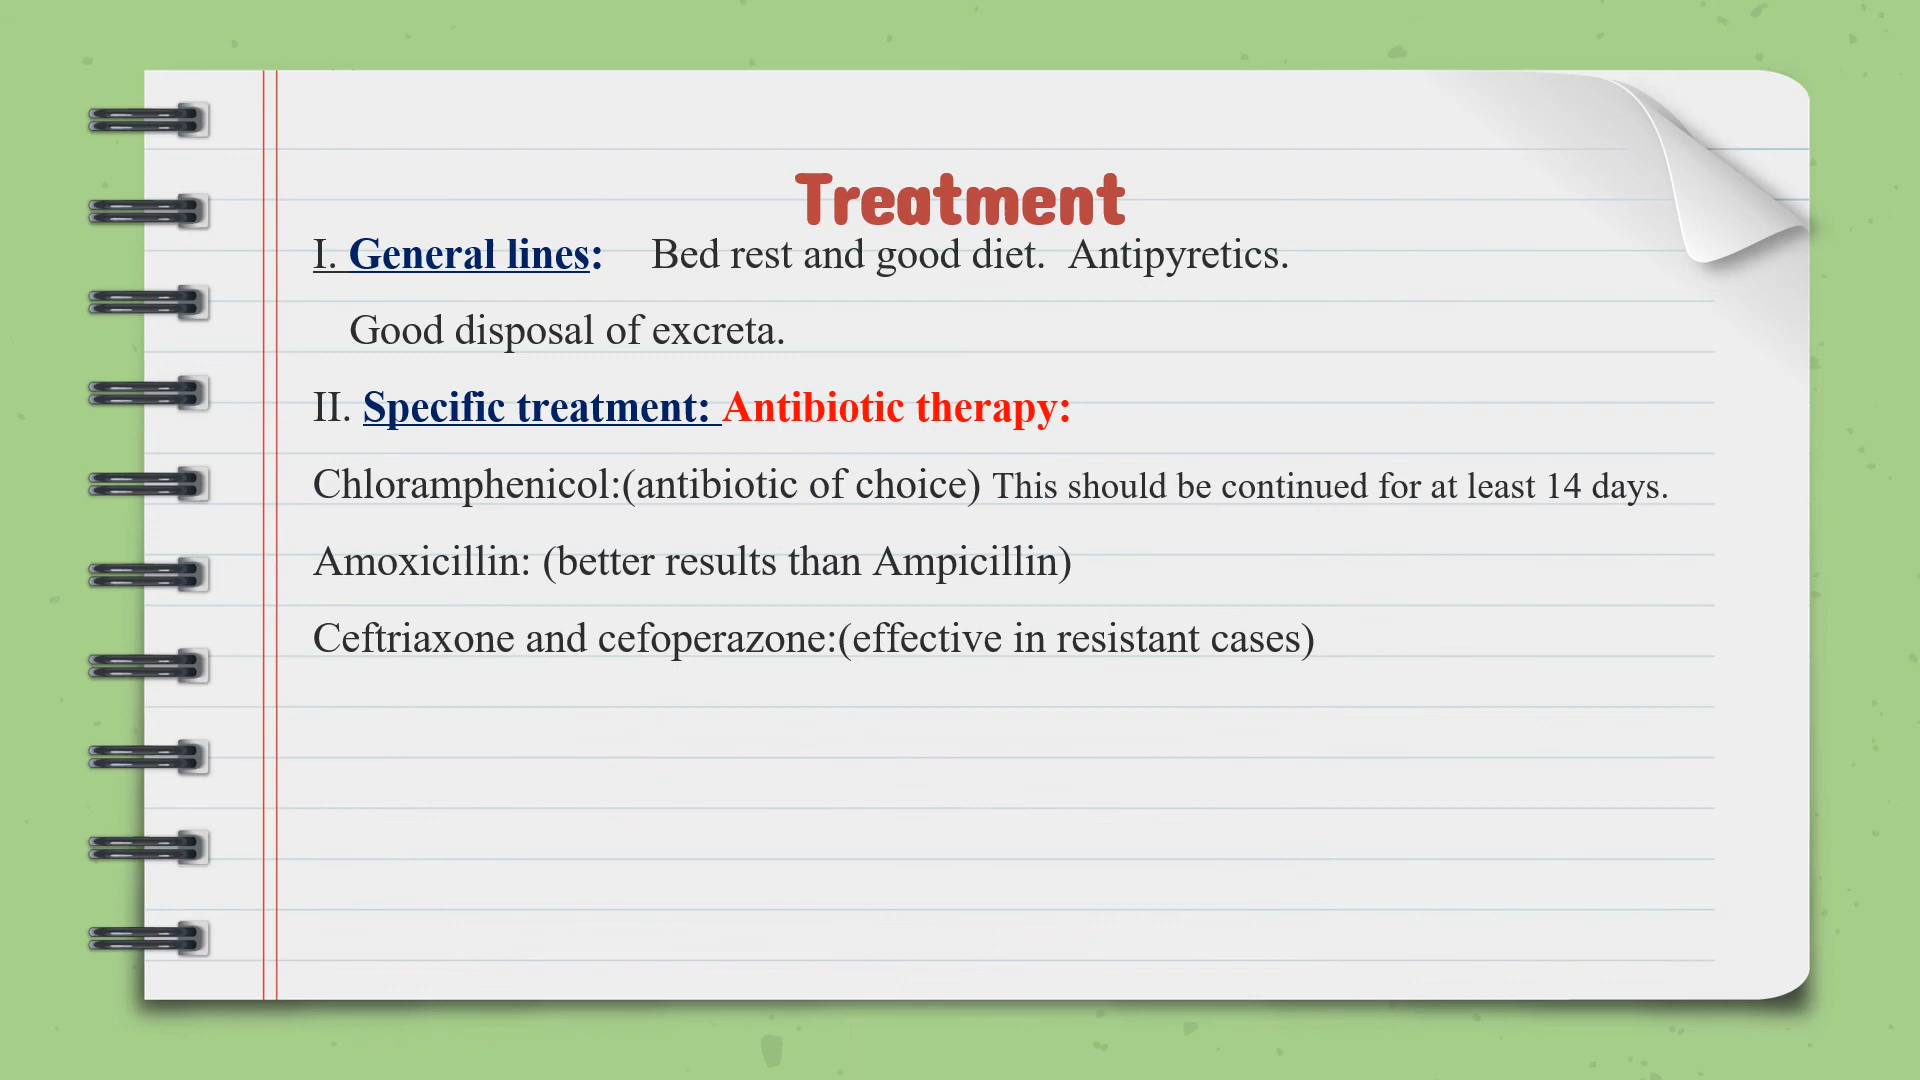 Treatment
I. General lines: Bed rest and good diet. Antipyretics.
Good disposal of excreta.
II. Specific treatment: Antibiotic therapy:
Chloramphenicol:(antibiotic of choice) This should be continued for at least 14 days.
Amoxicillin: (better results than Ampicillin)
Ceftriaxone and cefoperazone:(effective in resistant cases)